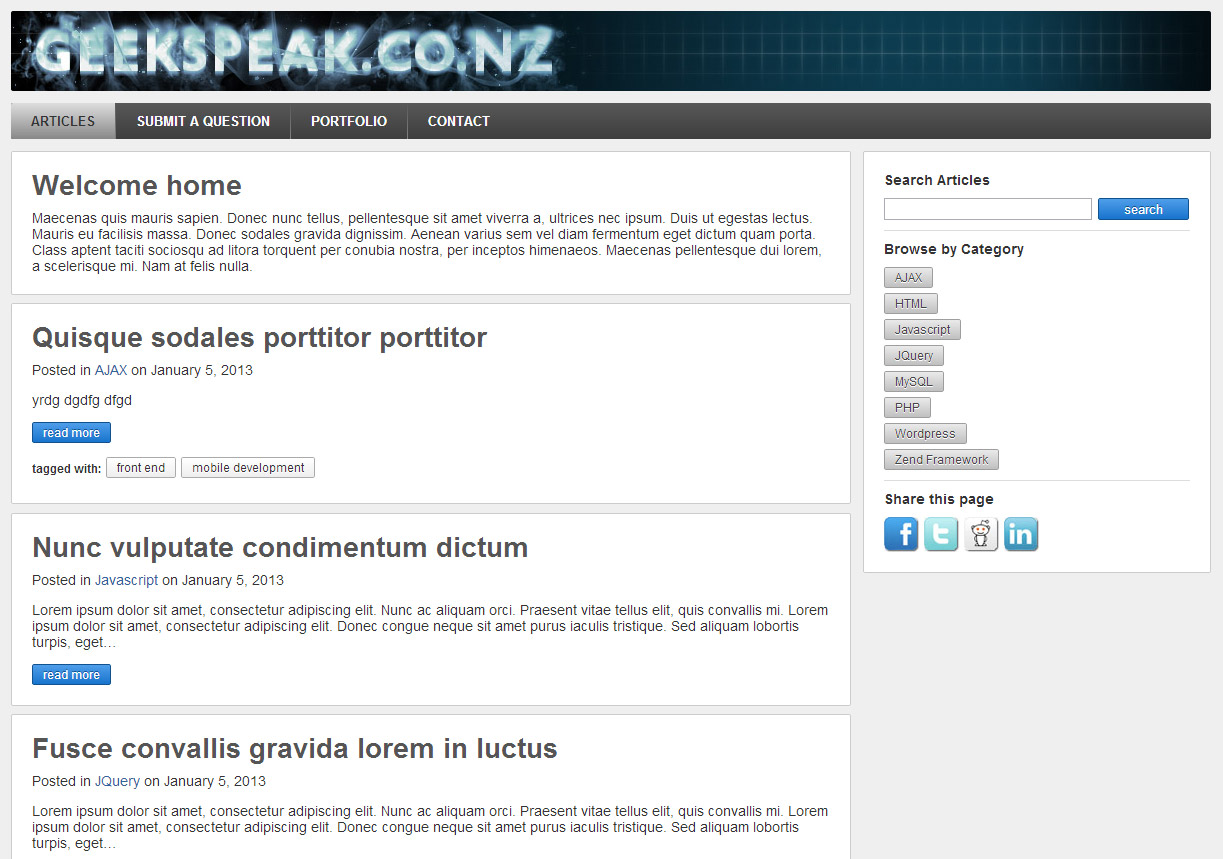 GEEKSPEAK.CO.NZ
ARTICLES SUBMIT A QUESTION PORTFOLIO CONTACT
Welcome home
Maecenas quis mauris sapien. Donec nunc tellus, pellentesque sit amet viverra a, ultrices nec ipsum. Duis ut egestas lectus.
Mauris eu facilisis massa. Donec sodales gravida dignissim. Aenean varius sem vel diam fermentum eget dictum quam porta.
Class aptent taciti sociosqu ad litora torquent per conubia nostra, per inceptos himenaeos. Maecenas pellentesque dui lorem,
a scelerisque mi. Nam at felis nulla.
Quisque sodales porttitor porttitor
Posted in AJAX on January 5, 2013
yrdg dgdfg dfgd
read more
tagged with: front end mobile development
Nunc vulputate condimentum dictum
Posted in Javascript on January 5, 2013
Lorem ipsum dolor sit amet, consectetur adipiscing elit. Nunc ac aliquam orci. Praesent vitae tellus elit, quis convallis mi. Lorem
ipsum dolor sit amet, consectetur adipiscing elit. Donec congue neque sit amet purus iaculis tristique. Sed aliquam lobortis
turpis, eget…
read more
Fusce convallis gravida lorem in luctus
Posted in JQuery on January 5, 2013
Lorem ipsum dolor sit amet, consectetur adipiscing elit. Nunc ac aliquam orci. Praesent vitae tellus elit, quis convallis mi. Lorem
ipsum dolor sit amet, consectetur adipiscing elit. Donec congue neque sit amet purus iaculis tristique. Sed aliquam lobortis
turpis, eget…
Search Articles
search
Browse by Category
AJAX
HTML
Javascript
JQuery
MySQL
PHP
Wordpress
Zend Framework
Share this page
f t in